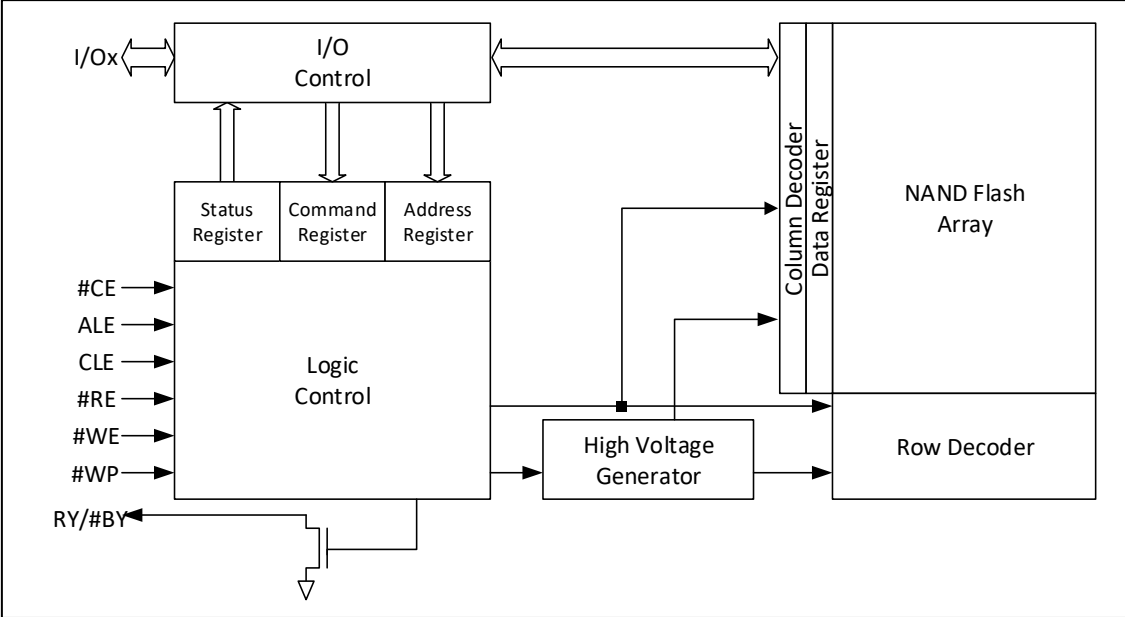 I/Ox
I/O
Control
Status
Register
Command
Register
Address
Register
#CE
ALE
CLE
#RE
#WE
#WP
RY/#BY
Logic
Control
High Voltage
Generator
Column Decoder
Data Register
NAND Flash
Array
Row Decoder